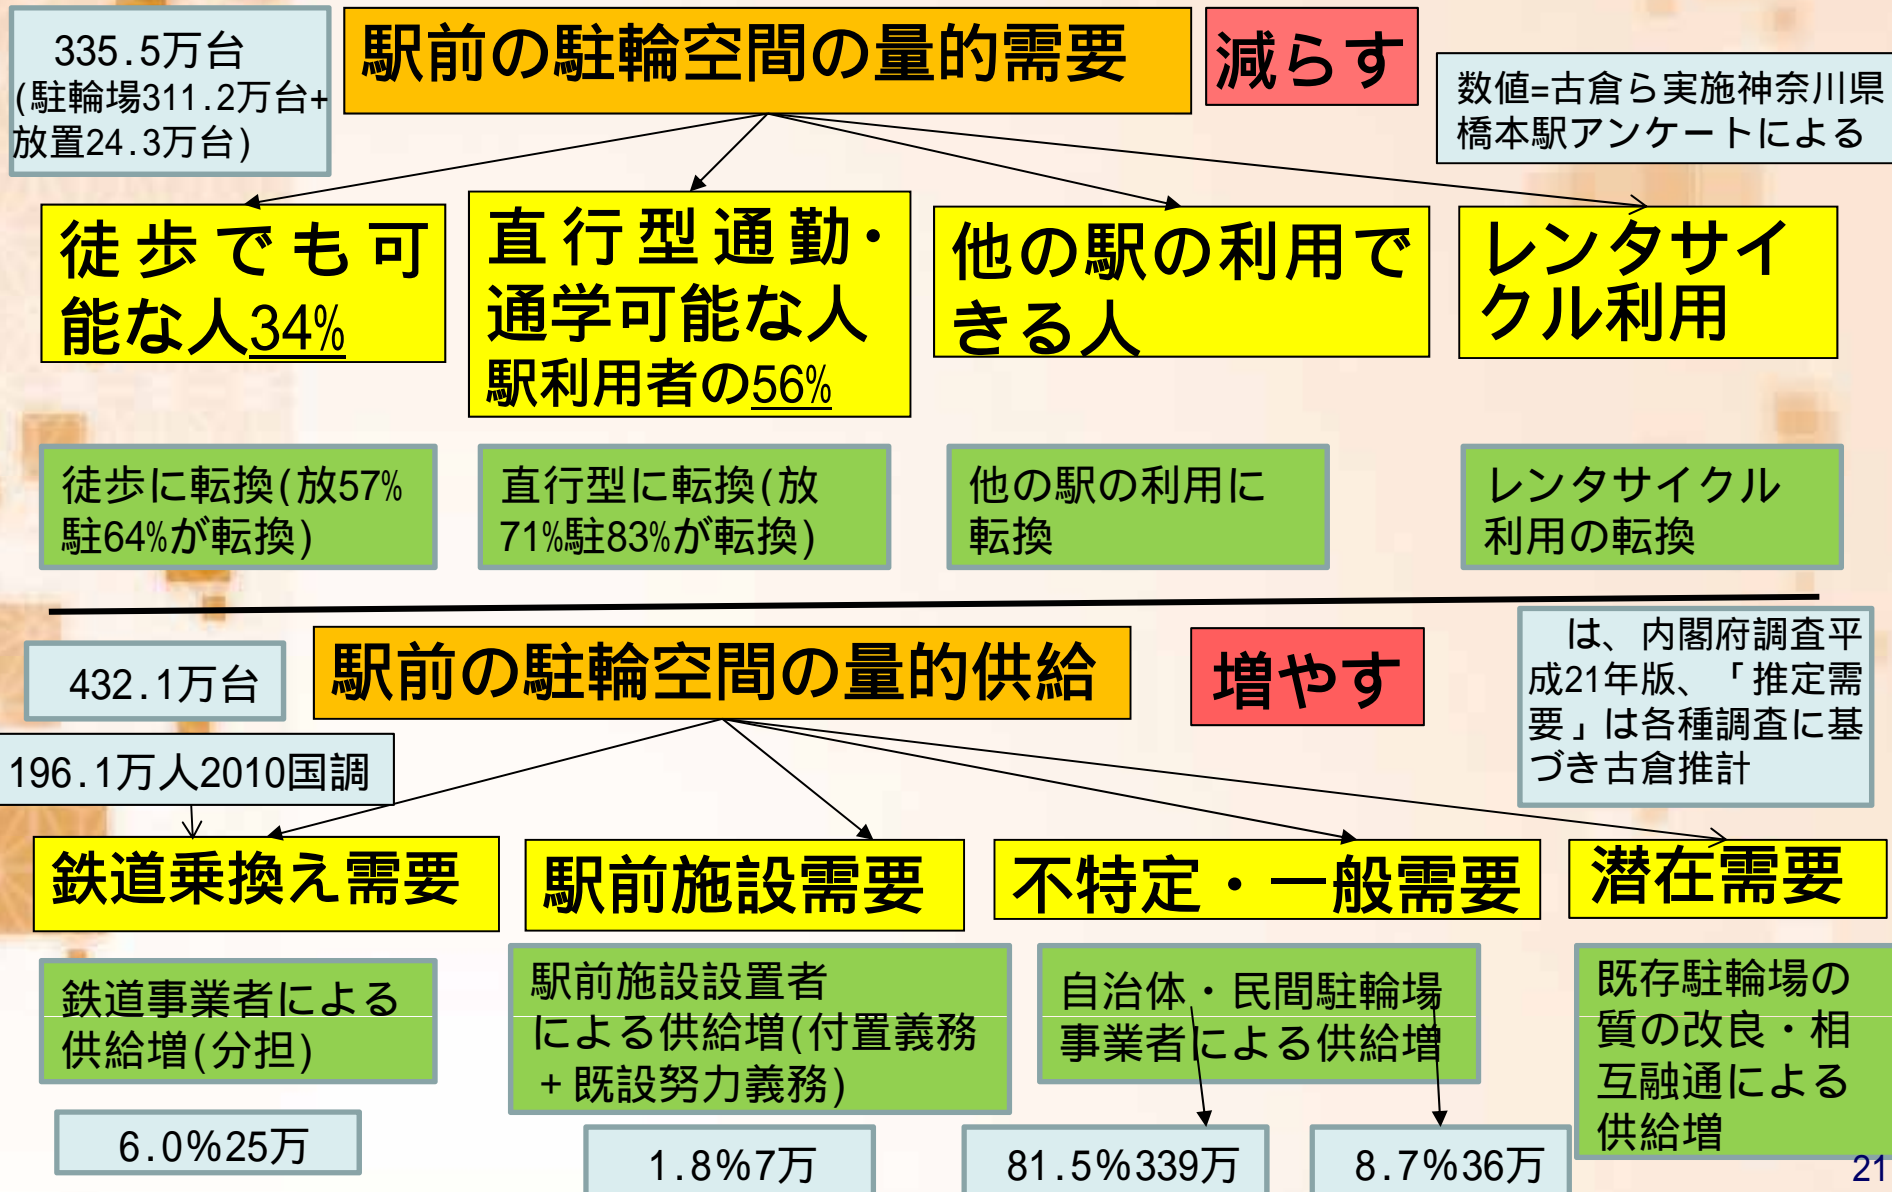 335.5万台
(駐輪場311.2万台+
放置24.3万台)
駅前の駐輪空間の量的需要
減らす
数値=古倉ら実施神奈川県
橋本駅アンケートによる
徒歩でも可
能な人34%
直行型通勤・
通学可能な人
駅利用者の56%
他の駅の利用で
きる人
レンタサイ
クル利用
徒歩に転換(放57%
駐64%が転換)
直行型に転換(放
71%駐83%が転換)
他の駅の利用に
転換
レンタサイクル
利用の転換
432.1万台
駅前の駐輪空間の量的供給
増やす
は、内閣府調査平
成21年版、「推定需
要」は各種調査に基
づき古倉推計
196.1万人2010国調
鉄道乗換え需要
駅前施設需要
不特定・一般需要
潜在需要
鉄道事業者による
供給増(分担)
駅前施設設置者
による供給増(付置義務
+既設努力義務)
自治体・民間駐輪場
事業者による供給増
既存駐輪場の
質の改良・相
互融通による
供給増
6.0%25万
1.8%7万
81.5%339万
8.7%36万
21